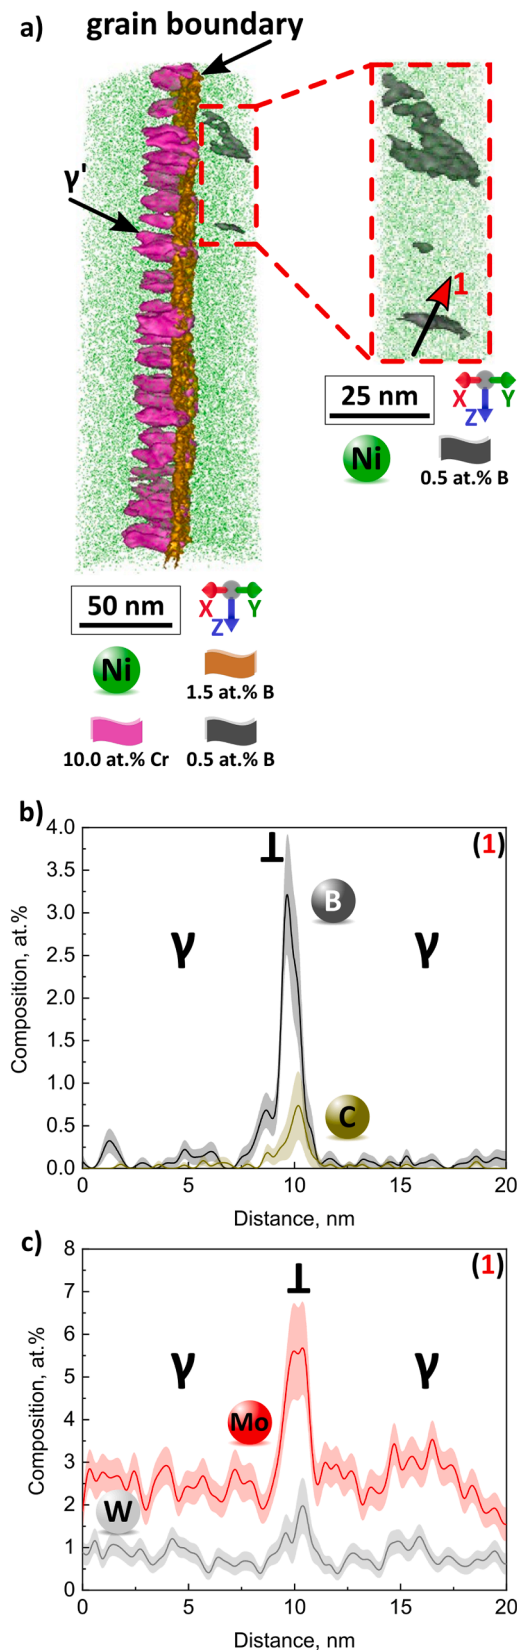 a)
grain boundary
γ'
1
25 nm
X Y
Z
Ni
0.5 at.% B
50 nm
X Y
Z
Ni
1.5 at.% B
10.0 at.% Cr
0.5 at.% B
b)
4.0
3.5
3.0
2.5
2.0
1.5
1.0
0.5
0.0
Composition, at.%
⊥
(1)
B
γ
γ
C
0 5 10 15 20
Distance, nm
c)
8
7
6
5
4
3
2
1
0
Composition, at.%
⊥
(1)
γ
γ
Mo
W
0 5 10 15 20
Distance, nm